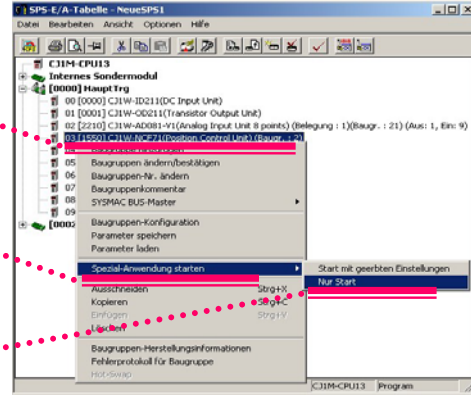 SPS-E/A-Tabelle - NeueSPS1
Datei Bearbeiten Ansicht Optionen Hilfe
CJ1M-CPU13
Internes Sondermodul
[0000] HauptTrg
00 [0000] CJ1W-ID211(DC Input Unit)
01 [0001] CJ1W-OD211(Transistor Output Unit)
02 [2210] CJ1W-AD081-V1(Analog Input Unit 8 points) (Belegung : 1)(Baugr. : 21) (Aus: 1, Ein: 9)
03 [1550] CJ1W-NCF71(Position Control Unit) (Baugr. : 2)
04
05
Baugruppen ändern/bestätigen
06
Baugruppen-Nr. ändern
07
Baugruppenkommentar
08
SYSMAC BUS-Master
09
[0002
Baugruppen-Konfiguration
Parameter speichern
Parameter laden
Spezial-Anwendung starten
Start mit geerbten Einstellungen
Nur Start
Ausschneiden Strg+X
Kopieren Strg+C
Einfügen Strg+V
Löschen
Baugruppen-Herstellungsinformationen
Fehlerprotokoll für Baugruppe
Hot-Swap
CJ1M-CPU13 Program